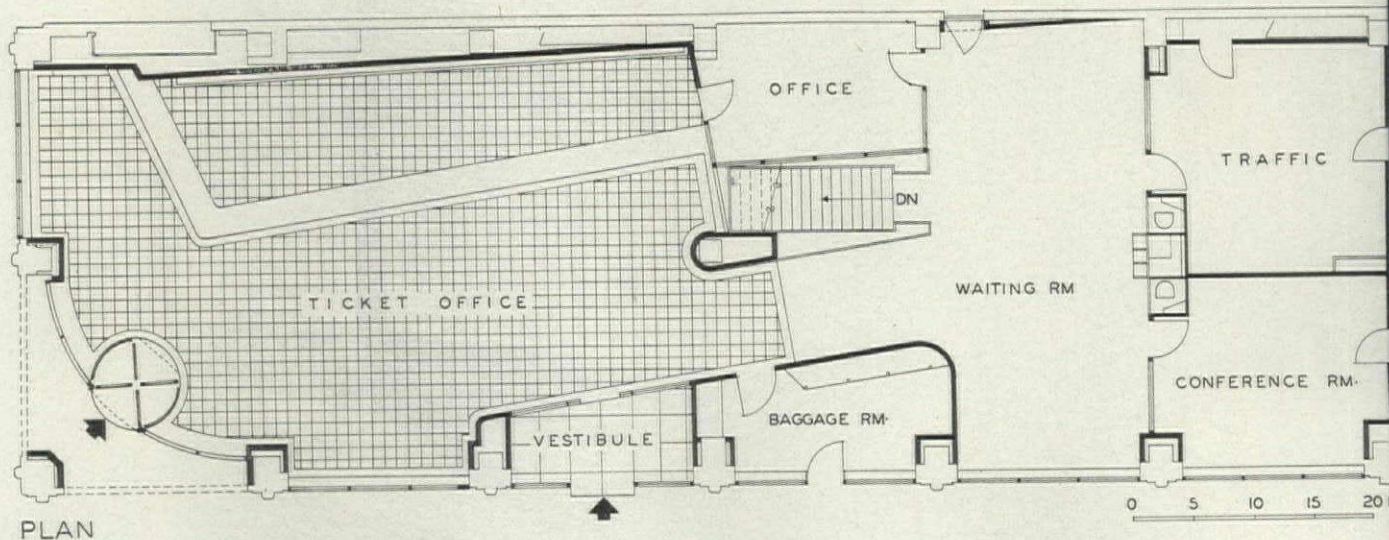 OFFICE
TRAFFIC
DN
WAITING RM
TICKET OFFICE
CONFERENCE RM.
BAGGAGE RM.
VESTIBULE
0 5 10 15 20
PLAN